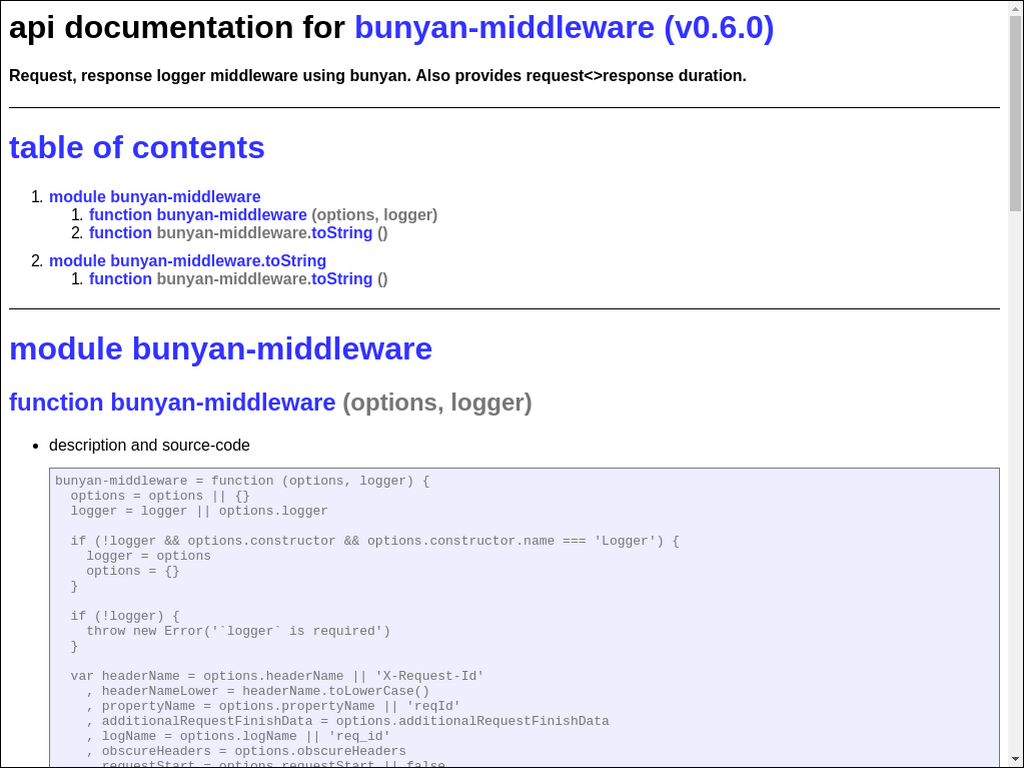 api documentation for bunyan-middleware (v0.6.0)
Request, response logger middleware using bunyan. Also provides request<>response duration.
table of contents
1. module bunyan-middleware
1. function bunyan-middleware (options, logger)
2. function bunyan-middleware.toString ()
2. module bunyan-middleware.toString
1. function bunyan-middleware.toString ()
module bunyan-middleware
function bunyan-middleware (options, logger)
• description and source-code
bunyan-middleware = function (options, logger) {
  options = options || {}
  logger = logger || options.logger

  if (!logger && options.constructor && options.constructor.name === 'Logger') {
    logger = options
    options = {}
  }

  if (!logger) {
    throw new Error('`logger` is required')
  }

  var headerName = options.headerName || 'X-Request-Id'
    , headerNameLower = headerName.toLowerCase()
    , propertyName = options.propertyName || 'reqId'
    , additionalRequestFinishData = options.additionalRequestFinishData
    , logName = options.logName || 'req_id'
    , obscureHeaders = options.obscureHeaders
    , requestStart = options.requestStart || false